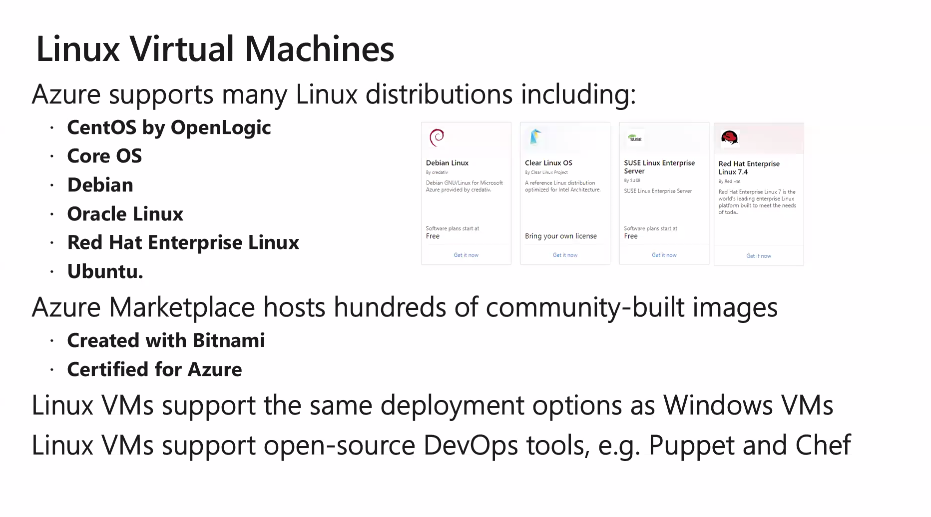 Linux Virtual Machines
Azure supports many Linux distributions including:
· CentOS by OpenLogic
· Core OS
· Debian
· Oracle Linux
· Red Hat Enterprise Linux
· Ubuntu.
Debian Linux
By credativ
Debian GNU/Linux for Microsoft
Azure provided by credativ.
Software plans start at
Free
Get it now
Clear Linux OS
By Clear Linux Project
A reference Linux distribution
optimized for Intel Architecture
Bring your own license
Get it now
SUSE
SUSE Linux Enterprise
Server
By SUSE
SUSE Linux Enterprise Server
Software plans start at
Free
Get it now
Red Hat Enterprise
Linux 7.4
By Red Hat
Red Hat Enterprise Linux 7 is the
world's leading enterprise Linux
platform built to meet the needs
of toda..
Get it now
Azure Marketplace hosts hundreds of community-built images
· Created with Bitnami
· Certified for Azure
Linux VMs support the same deployment options as Windows VMs
Linux VMs support open-source DevOps tools, e.g. Puppet and Chef